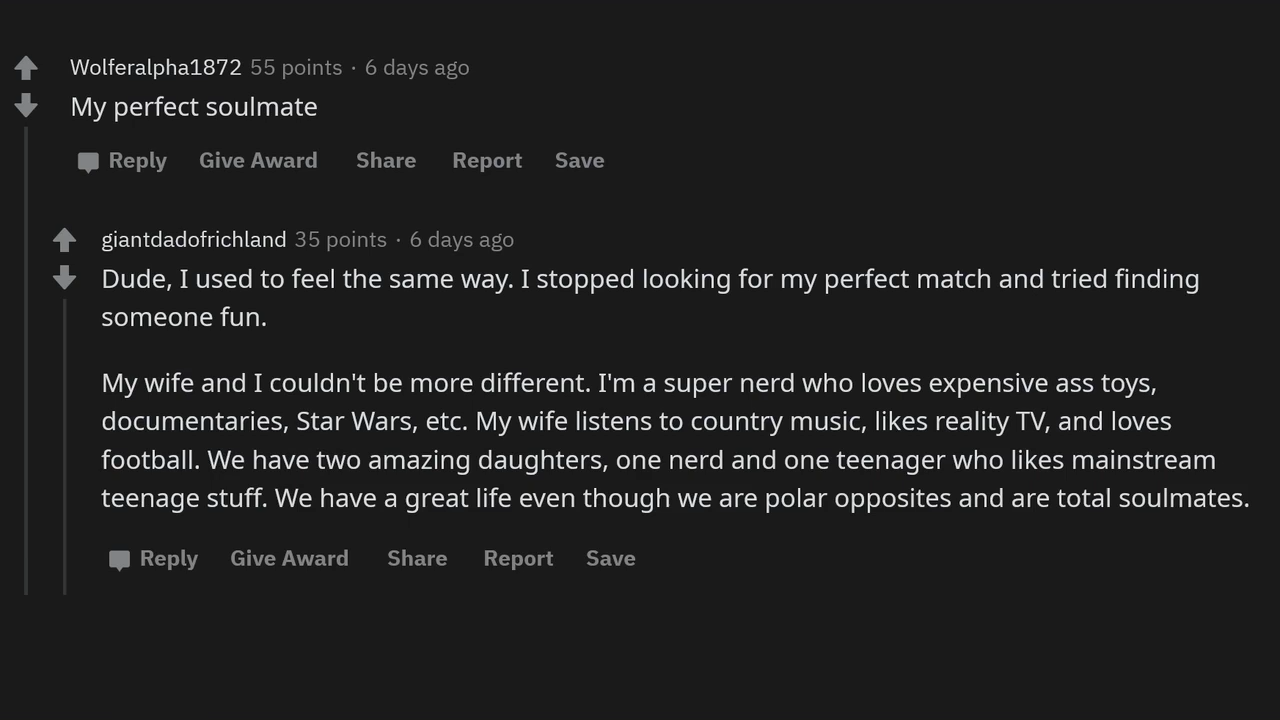 Wolferalpha1872 55 points · 6 days ago
My perfect soulmate
Reply Give Award Share Report Save
giantdadofrichland 35 points · 6 days ago
Dude, I used to feel the same way. I stopped looking for my perfect match and tried finding
someone fun.
My wife and I couldn't be more different. I'm a super nerd who loves expensive ass toys,
documentaries, Star Wars, etc. My wife listens to country music, likes reality TV, and loves
football. We have two amazing daughters, one nerd and one teenager who likes mainstream
teenage stuff. We have a great life even though we are polar opposites and are total soulmates.
Reply Give Award Share Report Save